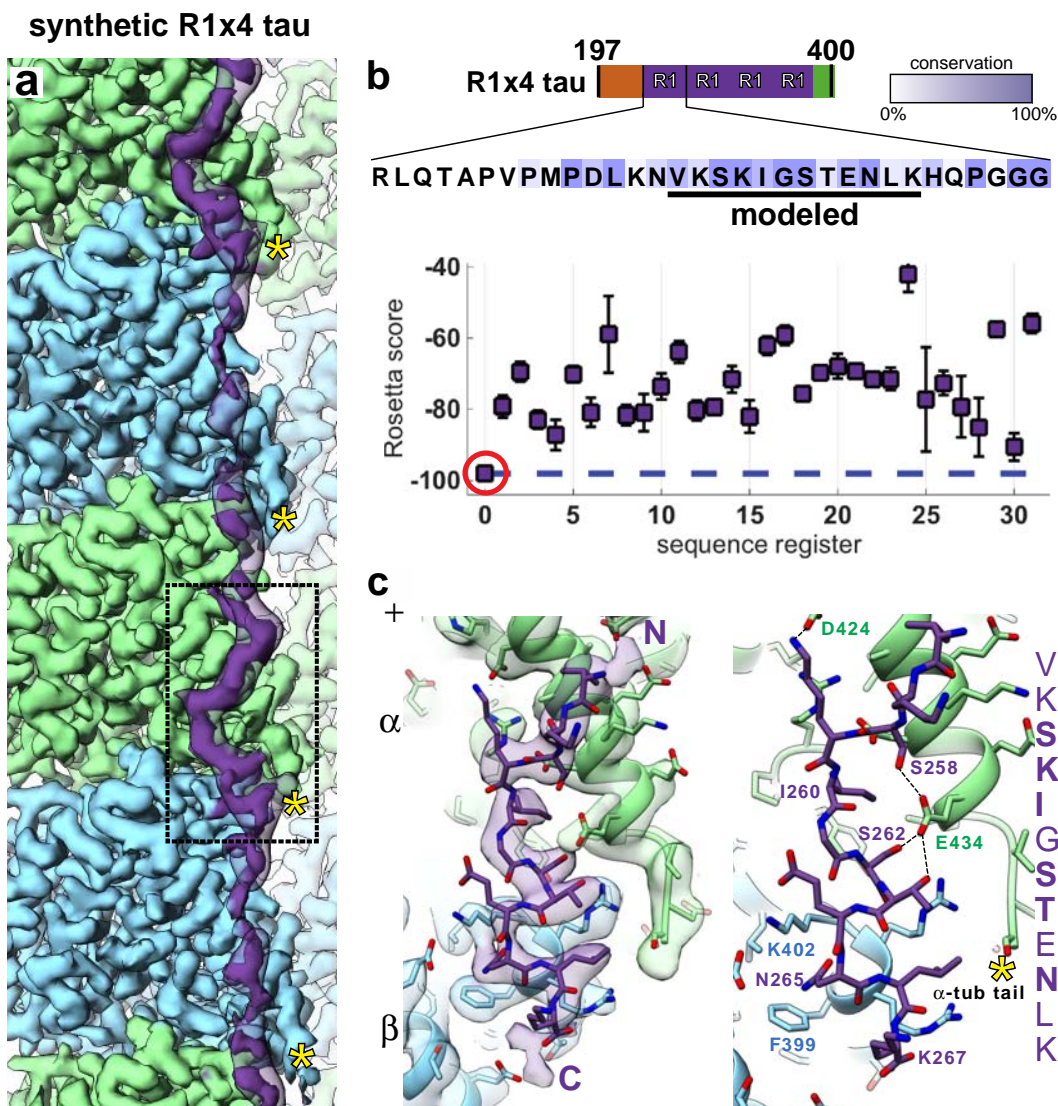 synthetic R1x4 tau
a
*
*
*
*
b
197 400
R1x4 tau
R1 R1 R1 R1
conservation
0% 100%
RLQTAPVPMPDLKNVKSKIGSTENLKHQPGGG
modeled
Rosetta score
-40
-60
-80
-100
0 5 10 15 20 25 30
sequence register
c
+
α
β
N
C
D424
S258
I260
S262
E434
K402
N265
F399
K267
*
α-tub tail
V
K
S
K
I
G
S
T
E
N
L
K